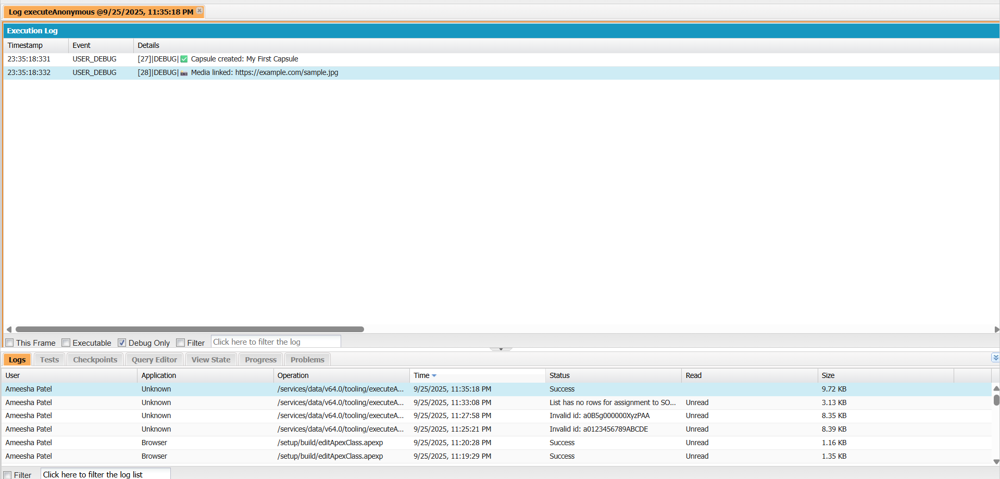 Log executeAnonymous @9/25/2025, 11:35:18 PM
Execution Log
Timestamp Event Details
23:35:18:331 USER_DEBUG [27]|DEBUG|✅ Capsule created: My First Capsule
23:35:18:332 USER_DEBUG [28]|DEBUG|📸 Media linked: https://example.com/sample.jpg
This Frame Executable Debug Only Filter Click here to filter the log
Logs Tests Checkpoints Query Editor View State Progress Problems
User Application Operation Time Status Read Size
Ameesha Patel Unknown /services/data/v64.0/tooling/executeA... 9/25/2025, 11:35:18 PM Success 9.72 KB
Ameesha Patel Unknown /services/data/v64.0/tooling/executeA... 9/25/2025, 11:33:08 PM List has no rows for assignment to SO... Unread 3.13 KB
Ameesha Patel Unknown /services/data/v64.0/tooling/executeA... 9/25/2025, 11:27:58 PM Invalid id: a0B5g000000XyzPAA Unread 8.35 KB
Ameesha Patel Unknown /services/data/v64.0/tooling/executeA... 9/25/2025, 11:25:21 PM Invalid id: a0123456789ABCDE Unread 8.39 KB
Ameesha Patel Browser /setup/build/editApexClass.apexp 9/25/2025, 11:20:28 PM Success Unread 1.16 KB
Ameesha Patel Browser /setup/build/editApexClass.apexp 9/25/2025, 11:19:29 PM Success Unread 1.35 KB
Filter Click here to filter the log list